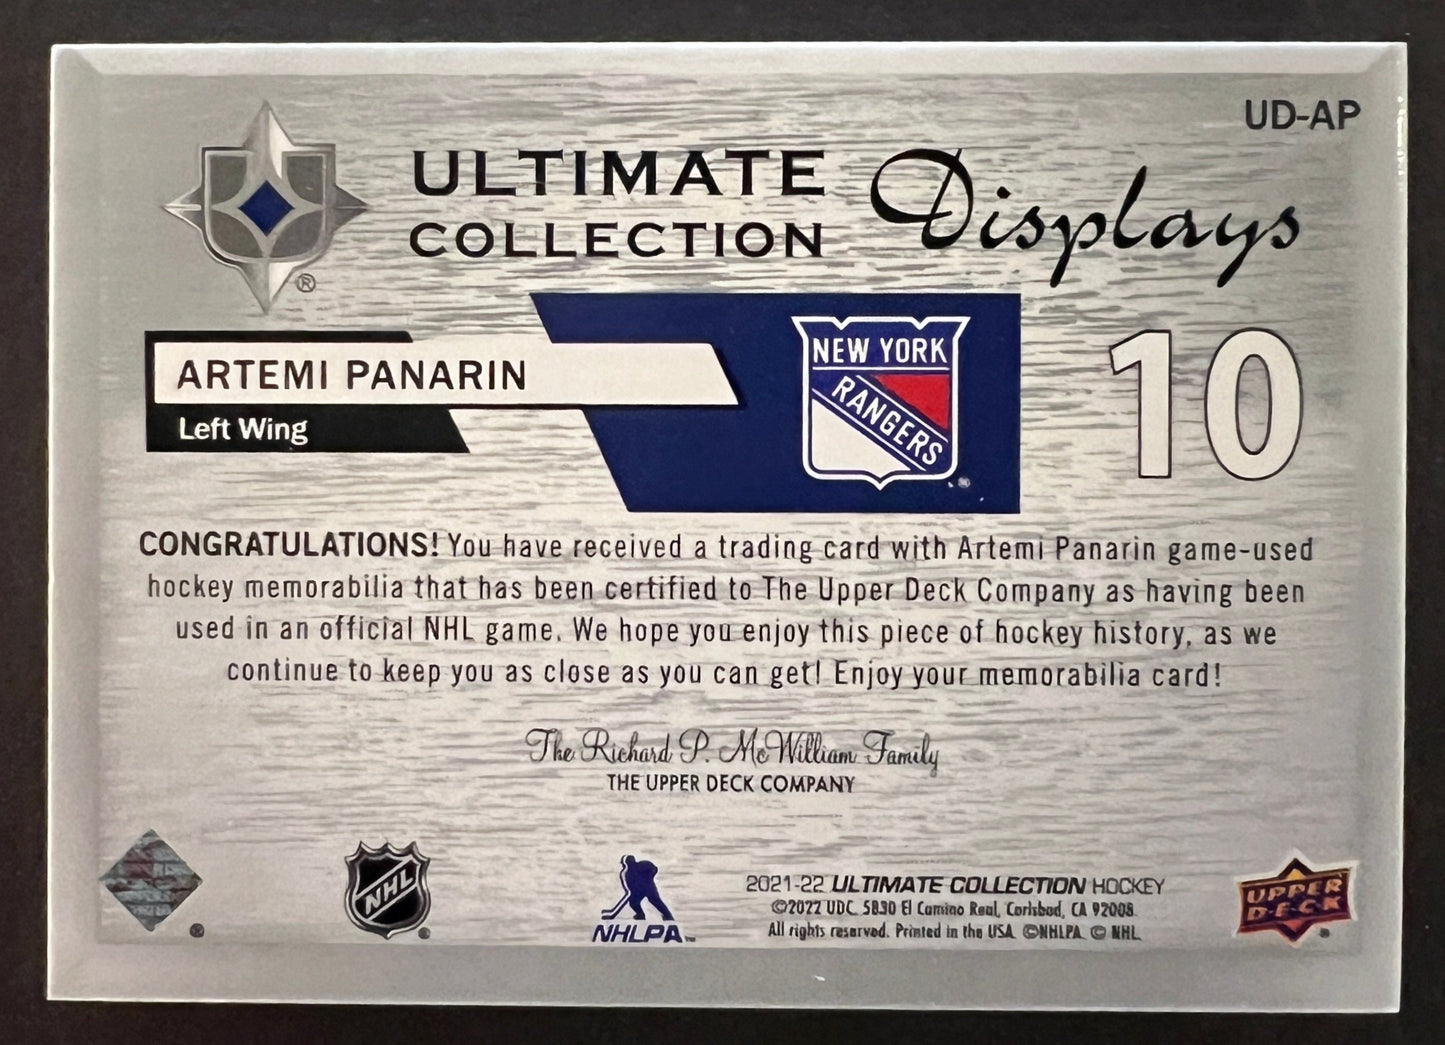 UD-AP
ULTIMATE
COLLECTION
Displays
®
ARTEMI PANARIN
Left Wing
NEW YORK
RANGERS
10
CONGRATULATIONS! You have received a trading card with Artemi Panarin game-used
hockey memorabilia that has been certified to The Upper Deck Company as having been
used in an official NHL game. We hope you enjoy this piece of hockey history, as we
continue to keep you as close as you can get! Enjoy your memorabilia card!
The Richard P. McWilliam Family
THE UPPER DECK COMPANY
NHL
NHLPA™
2021-22 ULTIMATE COLLECTION HOCKEY
©2022 UDC. 5830 El Camino Real, Carlsbad, CA 92008.
All rights reserved. Printed in the USA. ©NHLPA. © NHL.
UPPER
DECK